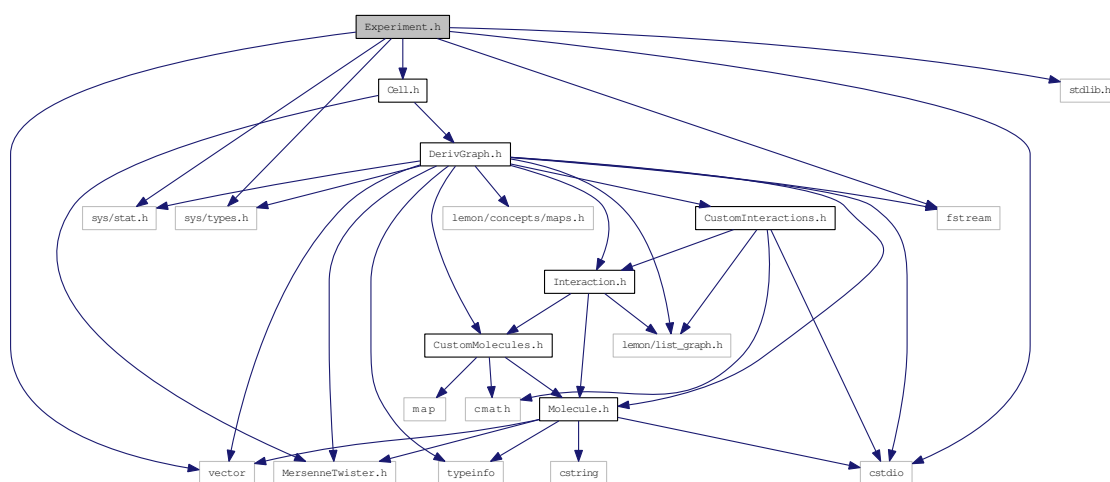 Experiment.h
Cell.h
stdlib.h
DerivGraph.h
sys/stat.h
sys/types.h
lemon/concepts/maps.h
CustomInteractions.h
fstream
Interaction.h
CustomMolecules.h
lemon/list_graph.h
map
cmath
Molecule.h
vector
MersenneTwister.h
typeinfo
cstring
cstdio